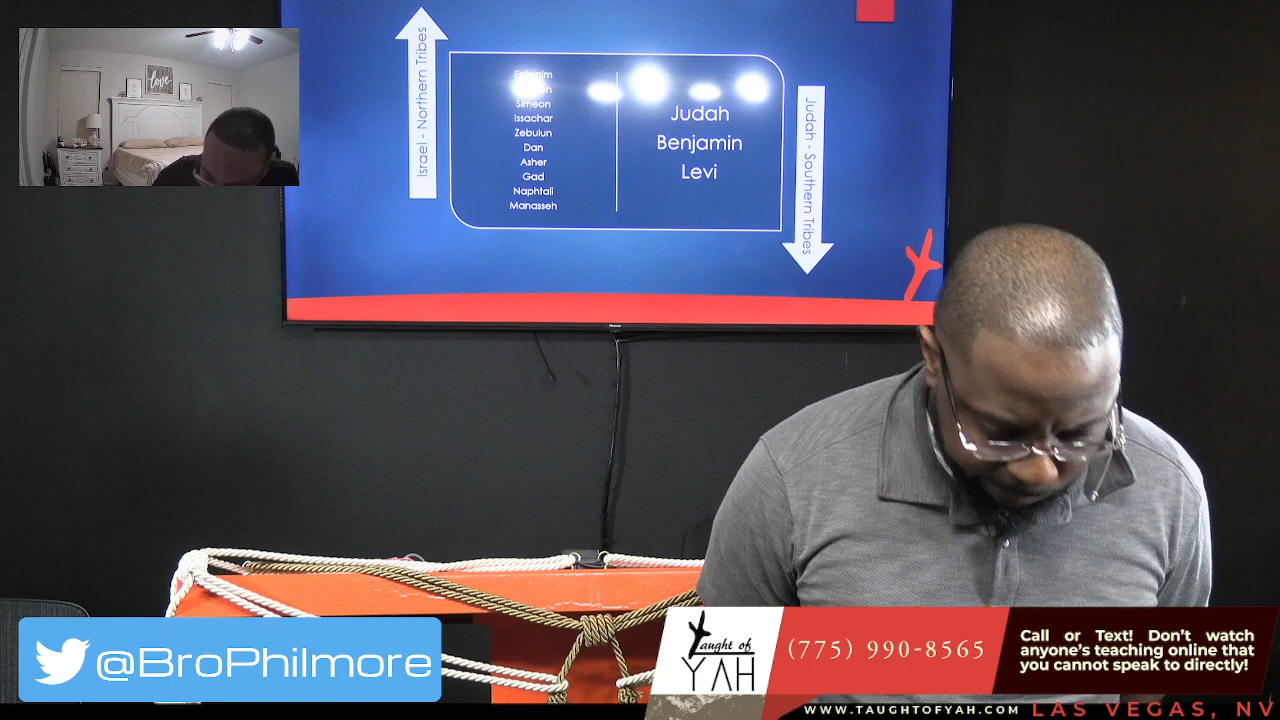 love
Israel - Northern Tribes
Ephraim
Simeon
Issachar
Zebulun
Dan
Asher
Gad
Naphtali
Manasseh
Judah
Benjamin
Levi
Judah - Southern Tribes
@BroPhilmore
aught of
YAH
(775) 990-8565
Call or Text! Don't watch
anyone's teaching online that
you cannot speak to directly!
WWW.TAUGHTOFYAH.COM
LAS VEGAS, NV